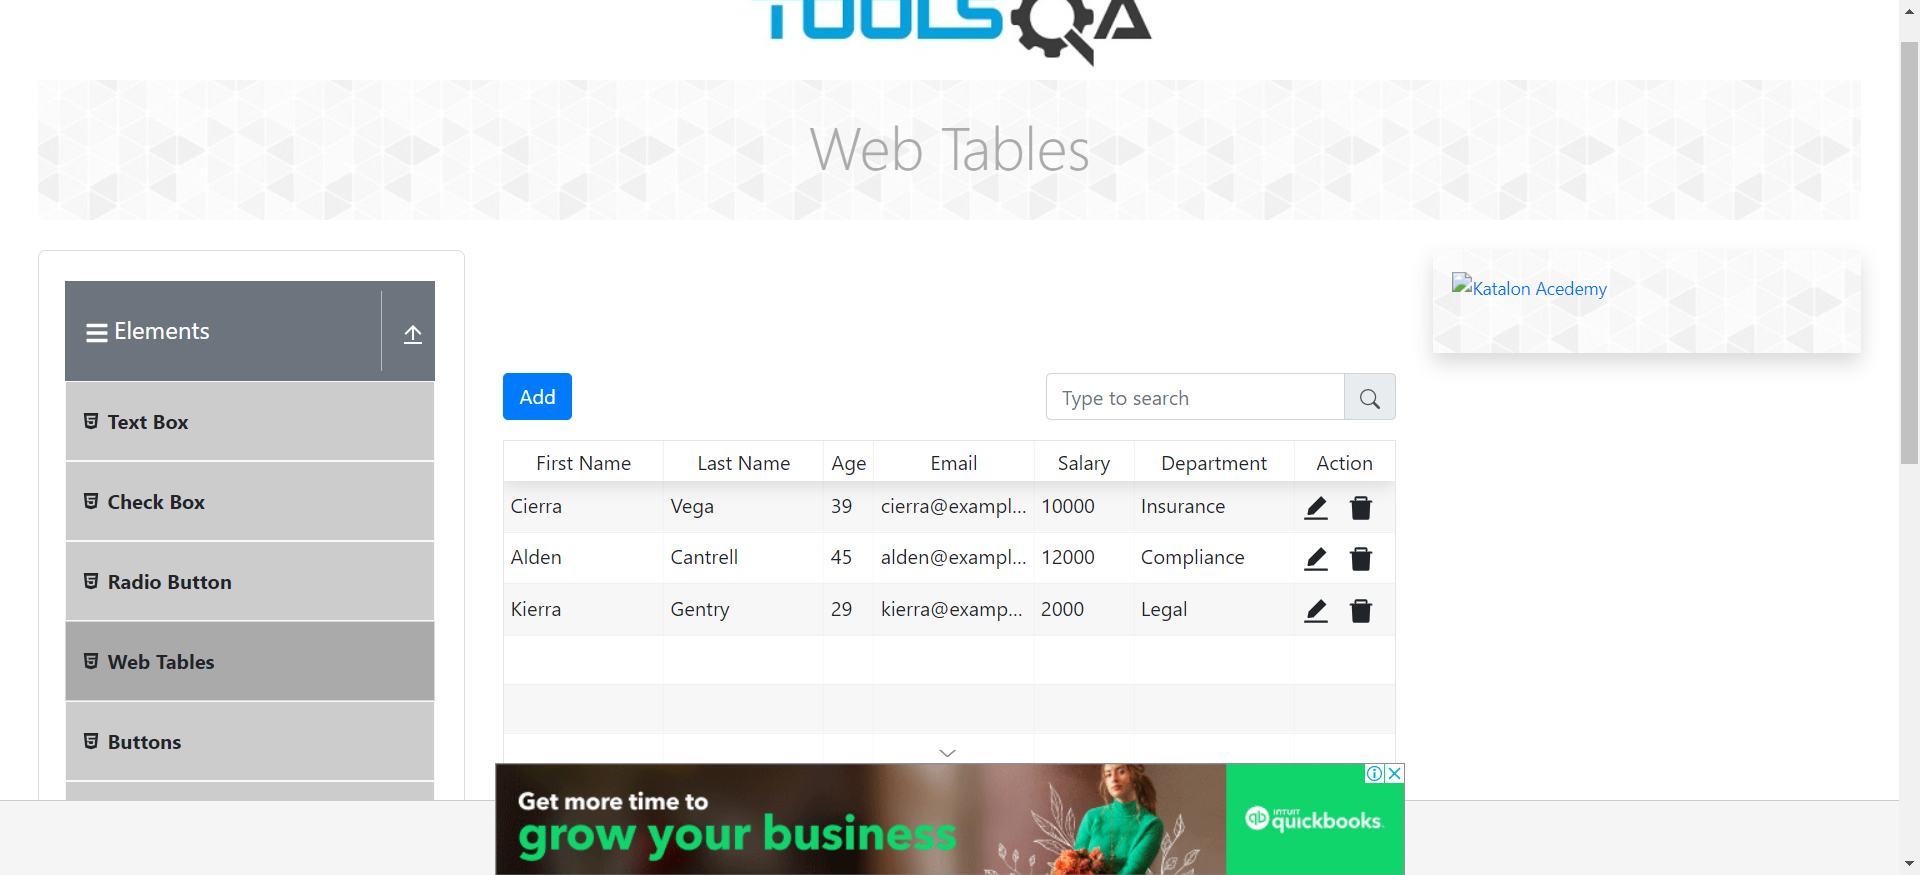 TOOLSQA
Web Tables
Elements
Text Box
Check Box
Radio Button
Web Tables
Buttons
Katalon Acedemy
Add
Type to search
First Name Last Name Age Email Salary Department Action
Cierra Vega 39 cierra@exampl... 10000 Insurance
Alden Cantrell 45 alden@exampl... 12000 Compliance
Kierra Gentry 29 kierra@examp... 2000 Legal
Get more time to
grow your business
INTUIT
quickbooks.